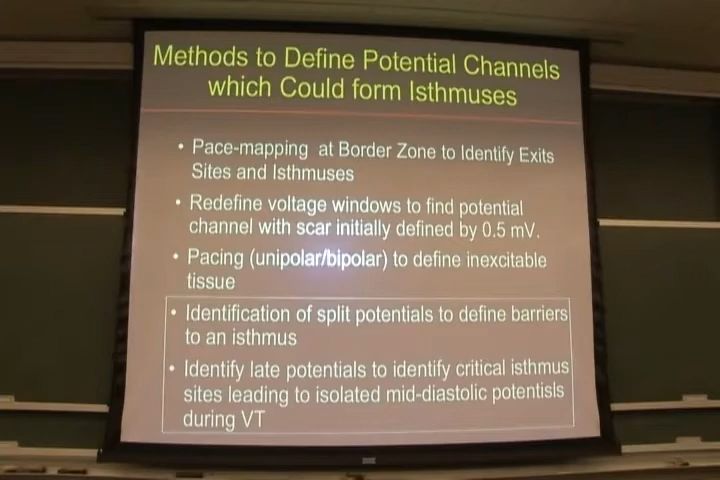 Methods to Define Potential Channels
which Could form Isthmuses
• Pace-mapping at Border Zone to Identify Exits
Sites and Isthmuses
• Redefine voltage windows to find potential
channel with scar initially defined by 0.5 mV.
• Pacing (unipolar/bipolar) to define inexcitable
tissue
• Identification of split potentials to define barriers
to an isthmus
• Identify late potentials to identify critical isthmus
sites leading to isolated mid-diastolic potentisls
during VT